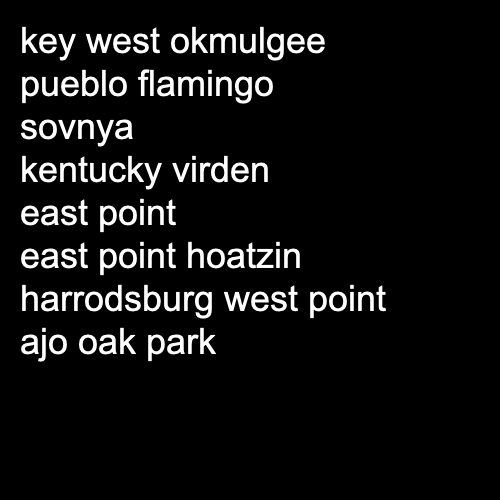 key west okmulgee
pueblo flamingo
sovnya
kentucky virden
east point
east point hoatzin
harrodsburg west point
ajo oak park